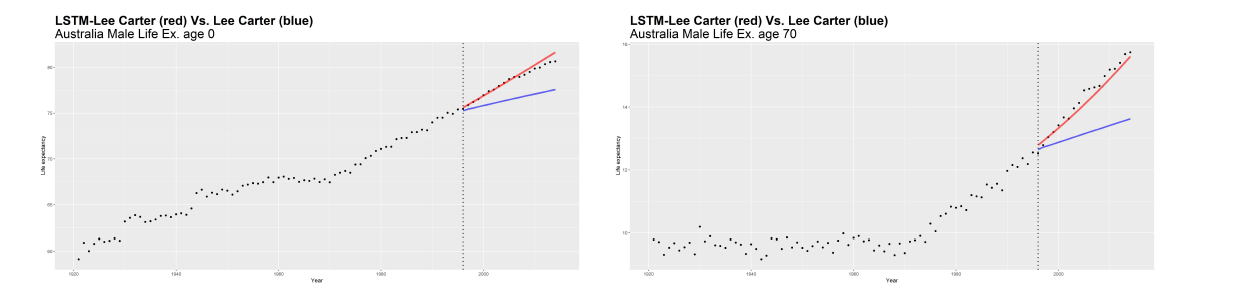 LSTM-Lee Carter (red) Vs. Lee Carter (blue)
Australia Male Life Ex. age 0
80
75
70
65
60
Life expectancy
1920 1940 1960 1980 2000
Year
LSTM-Lee Carter (red) Vs. Lee Carter (blue)
Australia Male Life Ex. age 70
16
14
12
10
Life expectancy
1920 1940 1960 1980 2000
Year